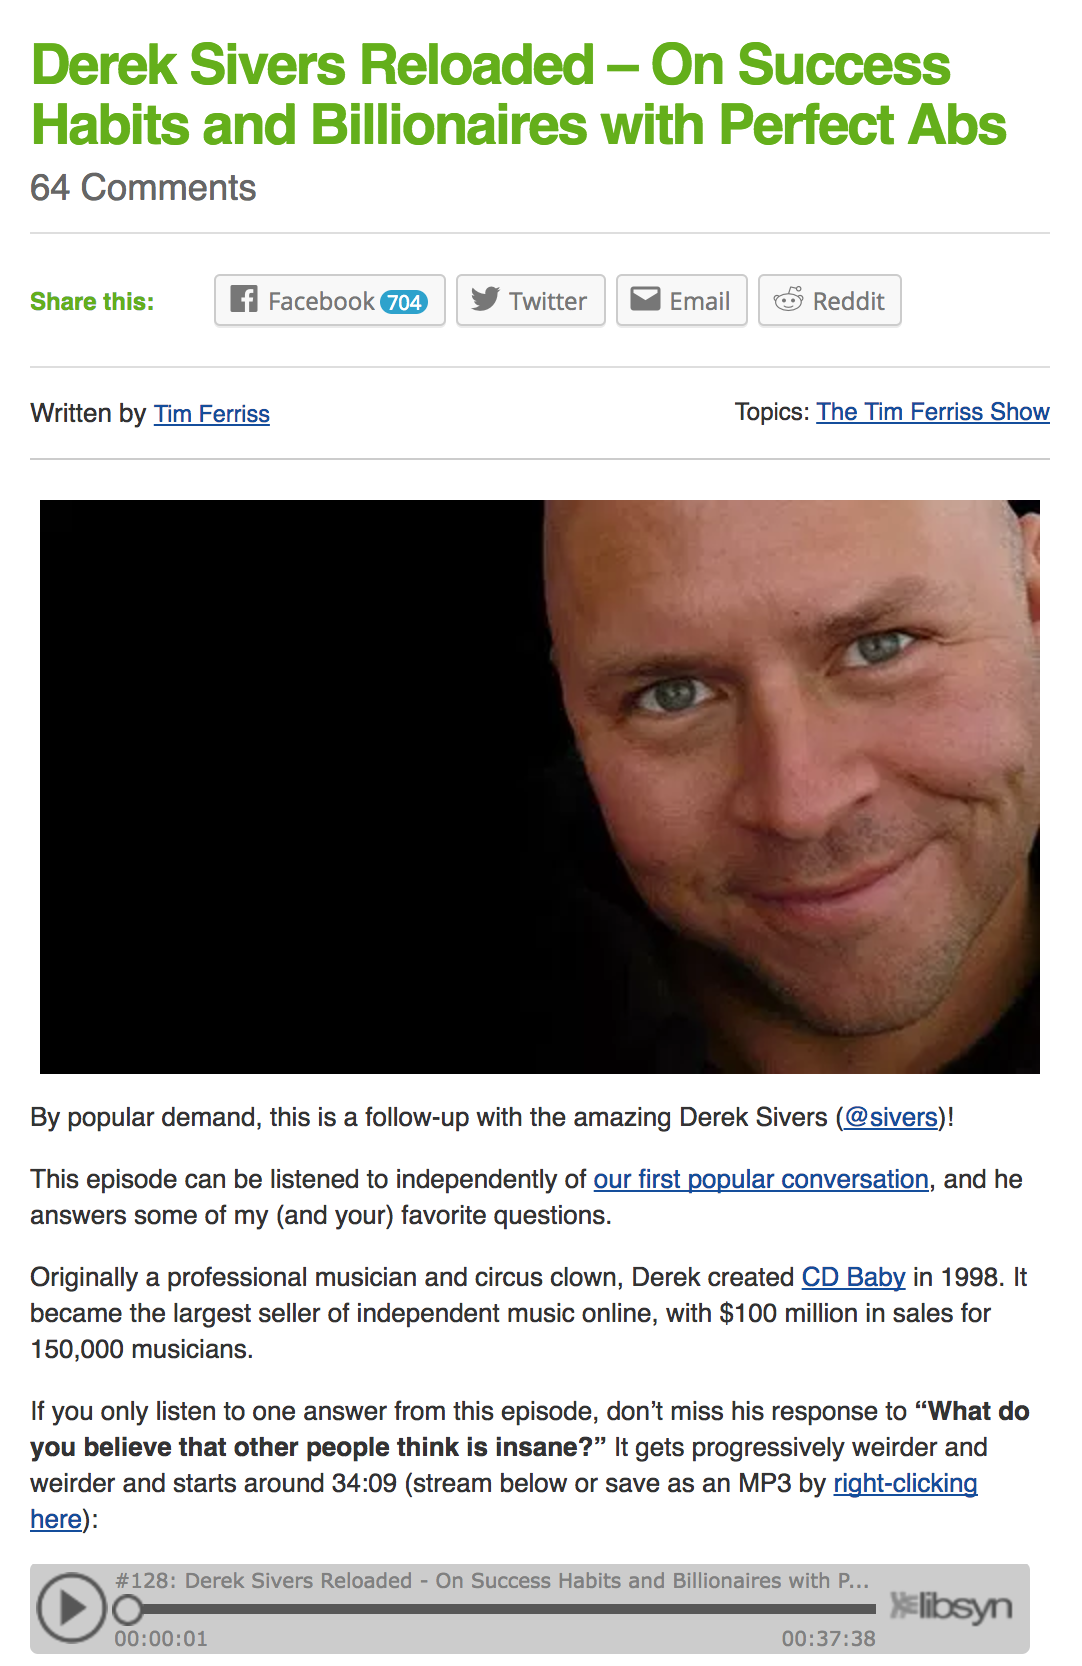 Derek Sivers Reloaded – On Success
Habits and Billionaires with Perfect Abs
64 Comments
Share this:
Facebook 704
Twitter
Email
Reddit
Written by Tim Ferriss
Topics: The Tim Ferriss Show
By popular demand, this is a follow-up with the amazing Derek Sivers (@sivers)!
This episode can be listened to independently of our first popular conversation, and he
answers some of my (and your) favorite questions.
Originally a professional musician and circus clown, Derek created CD Baby in 1998. It
became the largest seller of independent music online, with $100 million in sales for
150,000 musicians.
If you only listen to one answer from this episode, don’t miss his response to “What do
you believe that other people think is insane?” It gets progressively weirder and
weirder and starts around 34:09 (stream below or save as an MP3 by right-clicking
here):
#128: Derek Sivers Reloaded - On Success Habits and Billionaires with P...
libsyn
00:00:01
00:37:38